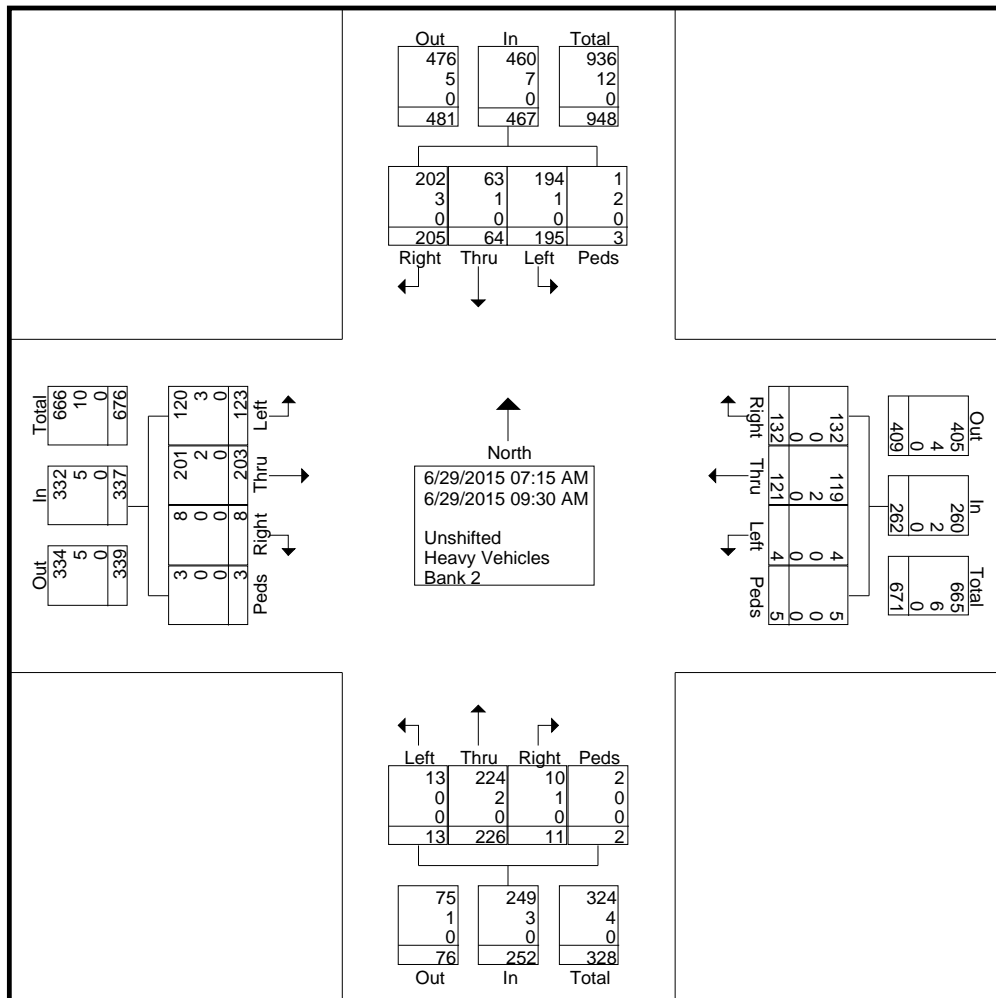 Out In Total
476 460 936
5 7 12
0 0 0
481 467 948
202 63 194 1
3 1 1 2
0 0 0 0
205 64 195 3
Right Thru Left Peds
Total
666
10
0
676
In
332
5
0
337
Out
334
5
0
339
120
3
0
123
Left
201
2
0
203
Thru
8
0
0
8
Right
3
0
0
3
Peds
North
6/29/2015 07:15 AM
6/29/2015 09:30 AM
Unshifted
Heavy Vehicles
Bank 2
Right
132
0
0
132
Thru
119
2
0
121
Left
4
0
0
4
Peds
5
0
0
5
Out
405
4
0
409
In
260
2
0
262
Total
665
6
0
671
Left Thru Right Peds
13 224 10 2
0 2 1 0
0 0 0 0
13 226 11 2
75 249 324
1 3 4
0 0 0
76 252 328
Out In Total